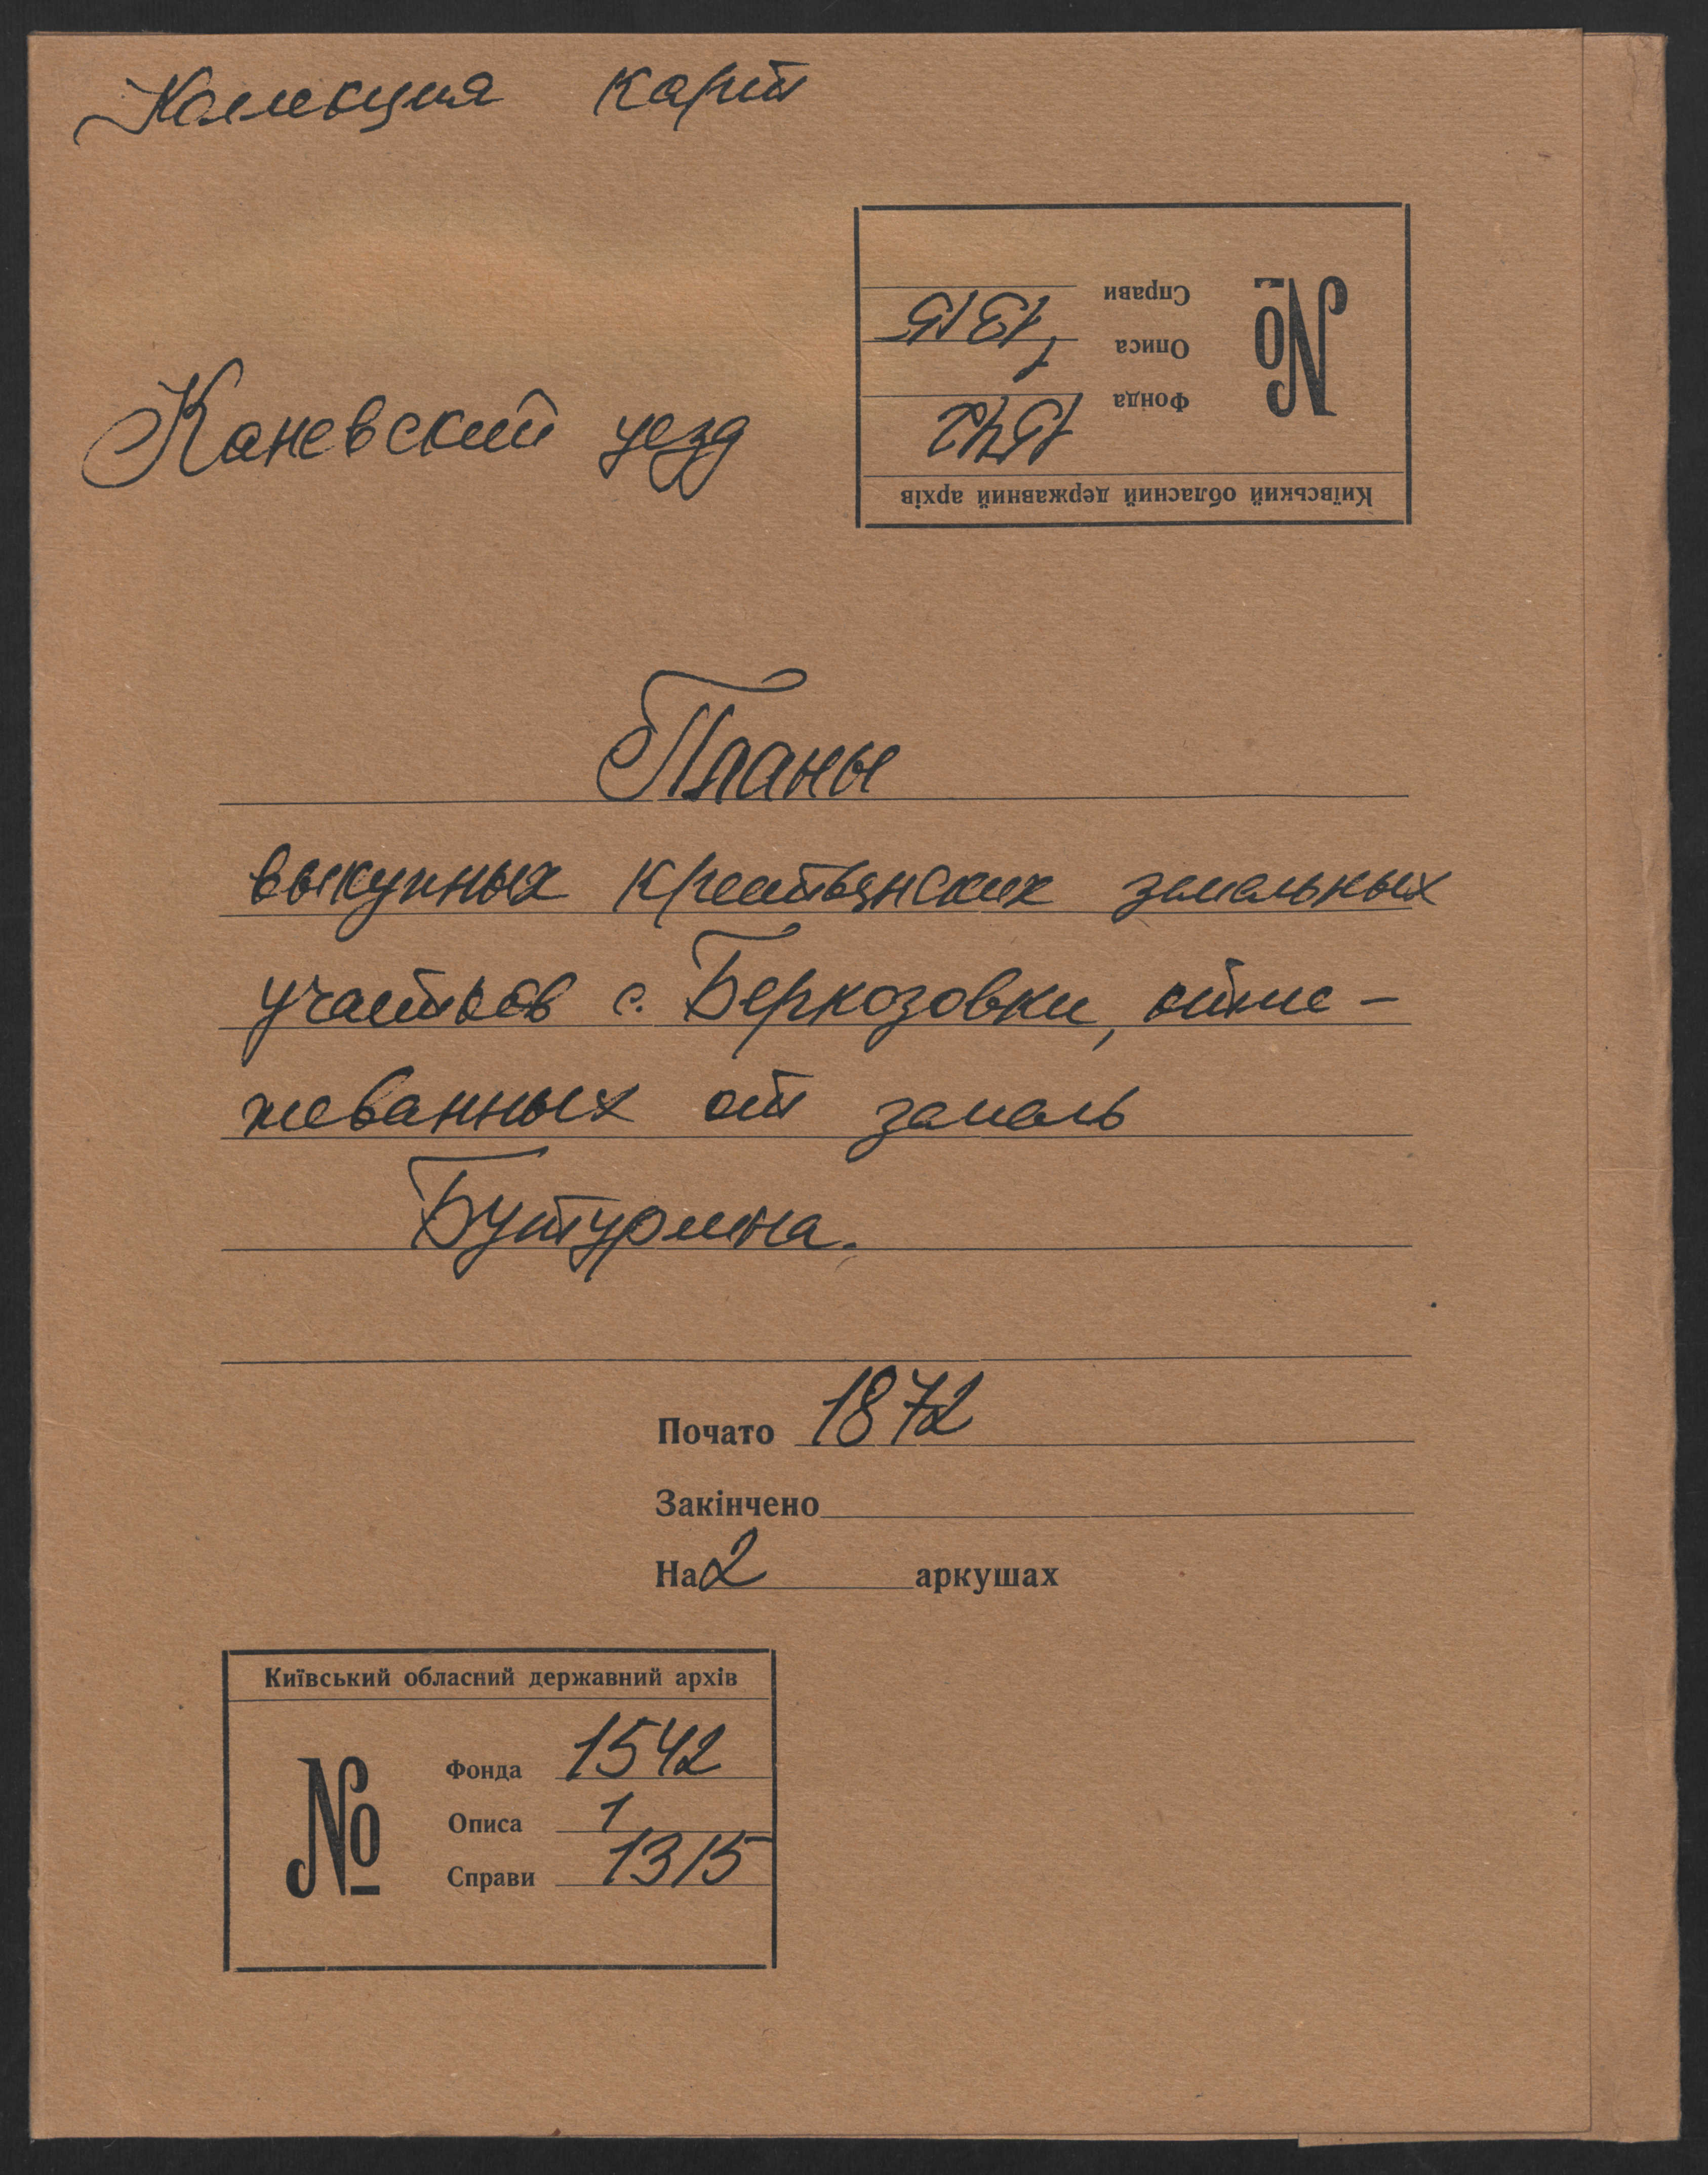 Коллекция карт
Справи 1315
Описа 1
Фонда 1542
Київський обласний державний архів
№
Каневский уезд
Планы
выкупных крестьянских земельных
участков с. Беркозовки, отме-
жеванных от земель
Бутурлина.
Почато 1872
Закінчено
На 2 аркушах
Київський обласний державний архів
№
Фонда 1542
Описа 1
Справи 1315